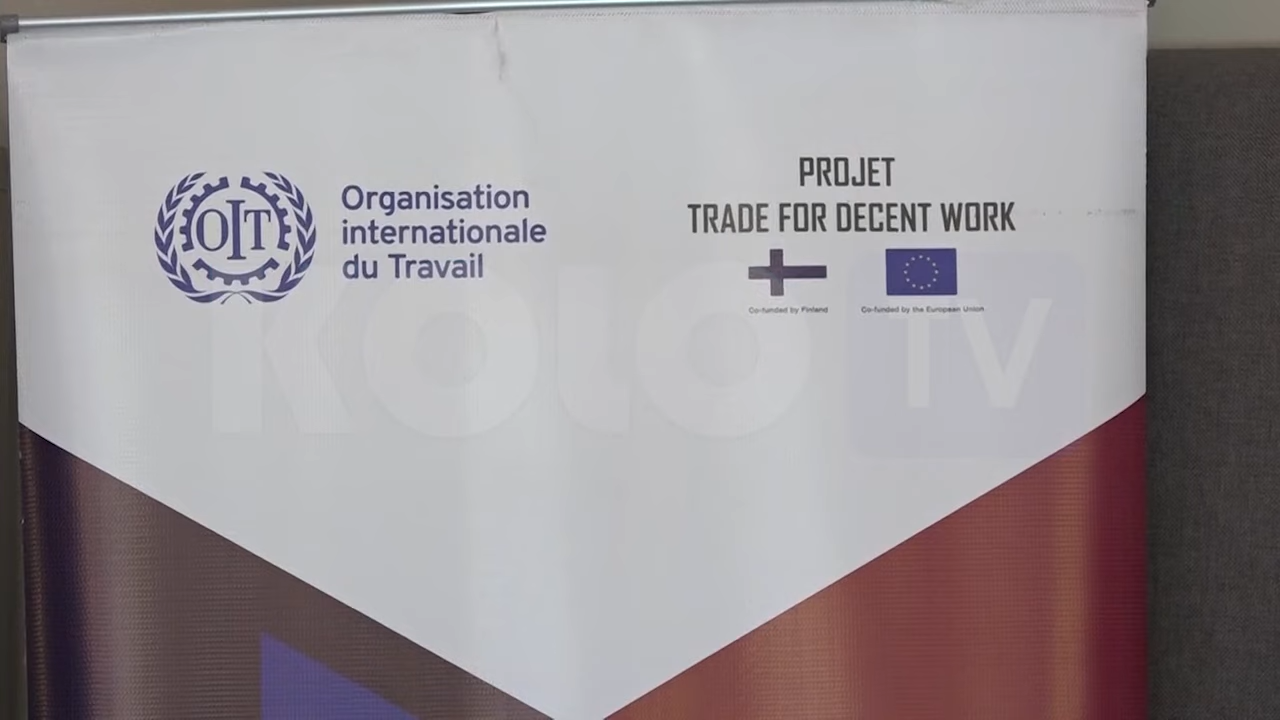 OIT
Organisation
internationale
du Travail
PROJET
TRADE FOR DECENT WORK
Co-funded by Finland
Co-funded by the European Union
KOLO TV